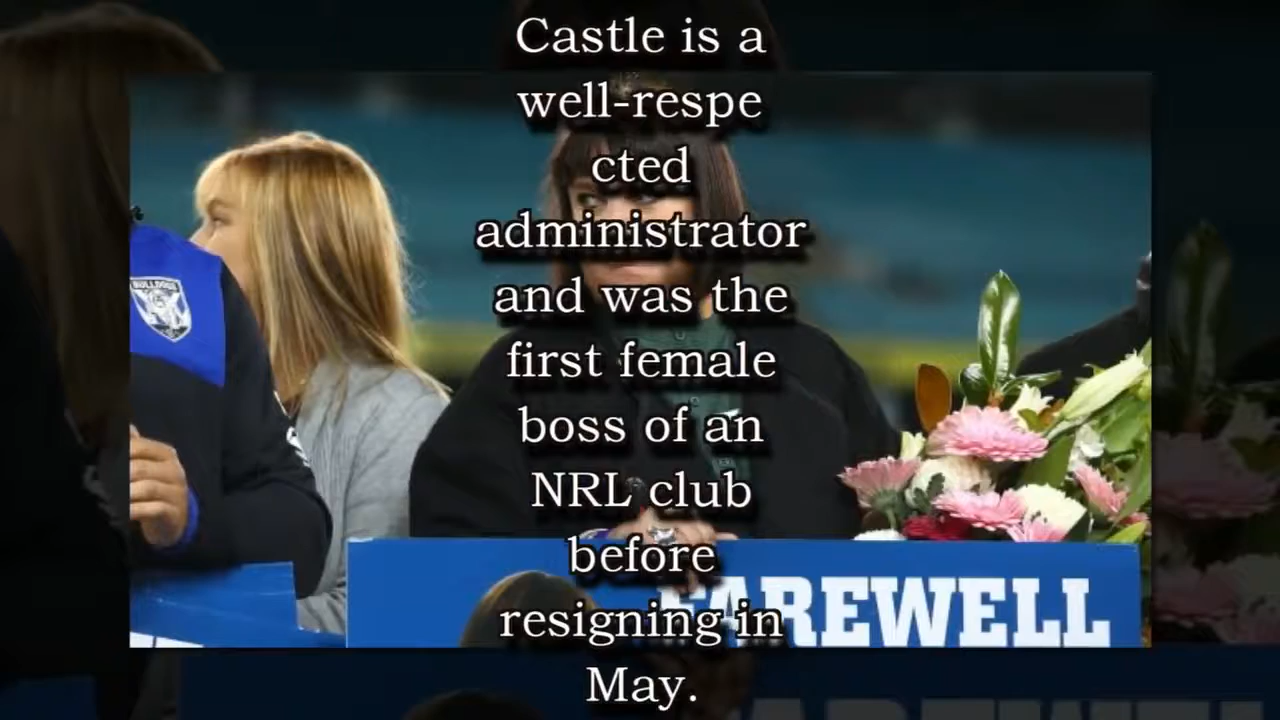 Castle is a
well-respe
cted
administrator
and was the
first female
boss of an
NRL club
before
resigning in
May.
BULLDOGS
FAREWELL